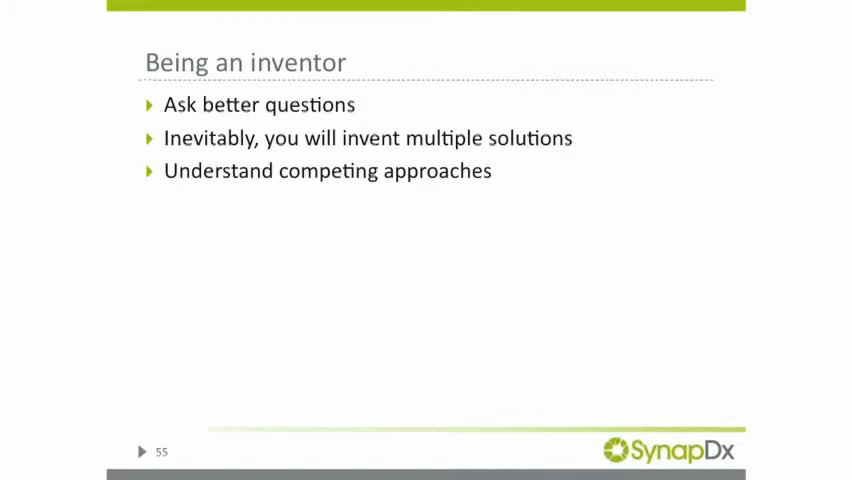 Being an inventor
Ask better questions
Inevitably, you will invent multiple solutions
Understand competing approaches
55
SynapDx